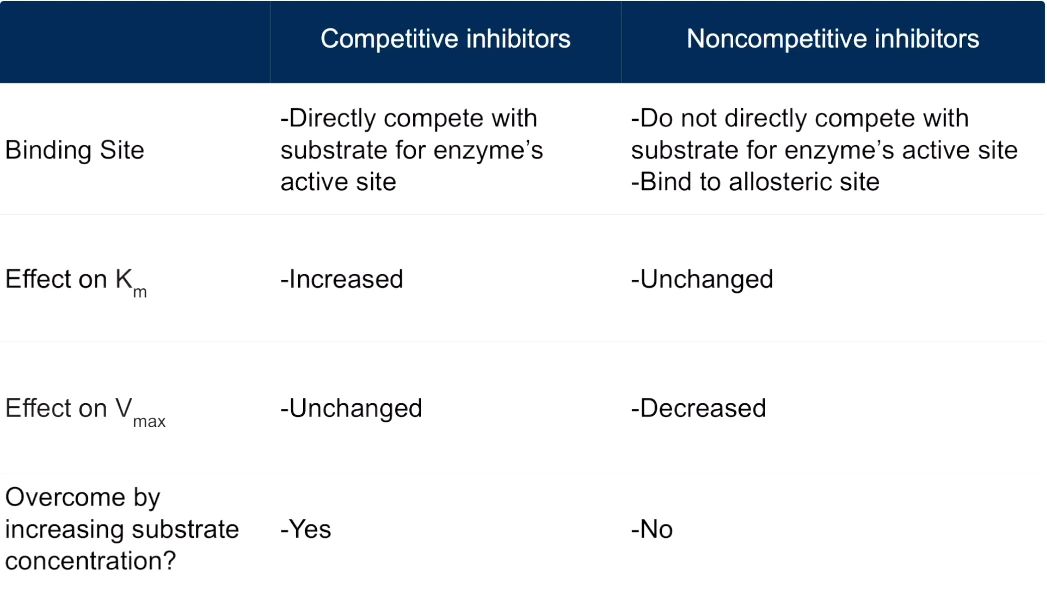 Competitive inhibitors
Noncompetitive inhibitors
Binding Site
-Directly compete with
substrate for enzyme’s
active site
-Do not directly compete with
substrate for enzyme’s active site
-Bind to allosteric site
Effect on Km
-Increased
-Unchanged
Effect on Vmax
-Unchanged
-Decreased
Overcome by
increasing substrate
concentration?
-Yes
-No